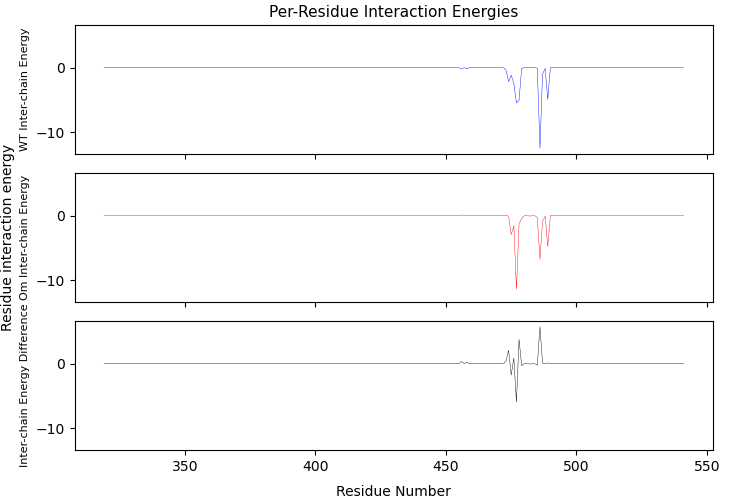 Per-Residue Interaction Energies
WT Inter-chain Energy
0
−10
Residue interaction energy
Om Inter-chain Energy
0
−10
Inter-chain Energy Difference
0
−10
350
400
450
500
550
Residue Number